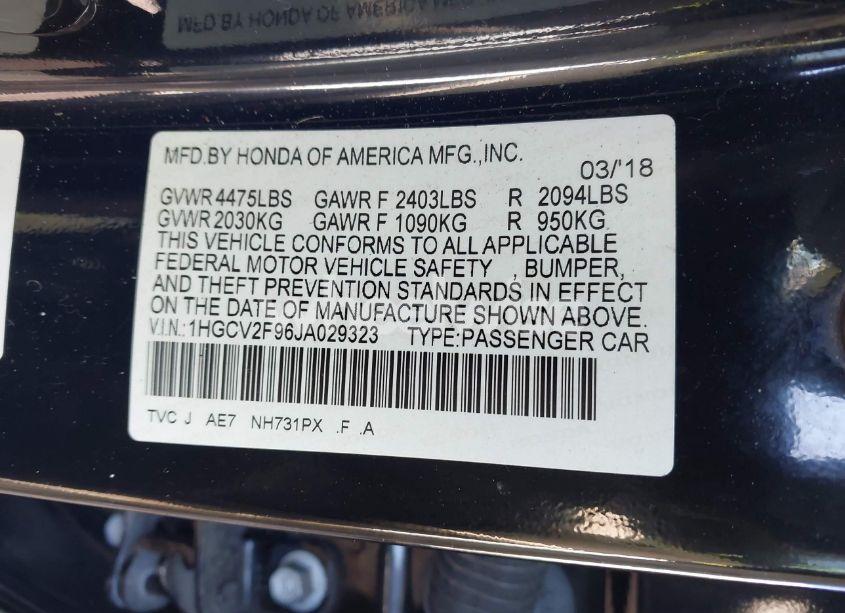 MFD.BY HONDA OF AMERICA MFG.,INC.
03/'18
GVWR 4475LBS GAWR F 2403LBS R 2094LBS
GVWR 2030KG GAWR F 1090KG R 950KG
THIS VEHICLE CONFORMS TO ALL APPLICABLE
FEDERAL MOTOR VEHICLE SAFETY , BUMPER,
AND THEFT PREVENTION STANDARDS IN EFFECT
ON THE DATE OF MANUFACTURE SHOWN ABOVE.
V.I.N.:1HGCV2F96JA029323 TYPE:PASSENGER CAR
TVC J AE7 NH731PX .F .A